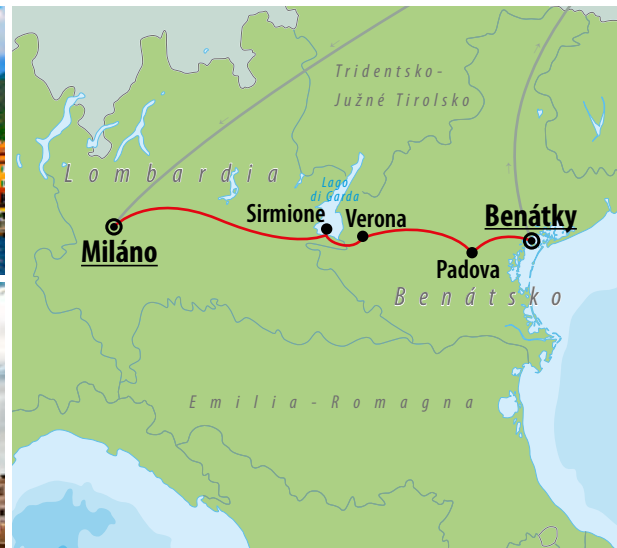 Tridentsko-
Južné Tirolsko
Lombardia
Lago
di Garda
Sirmione
Verona
Benátky
Miláno
Padova
Benátsko
Emilia-Romagna